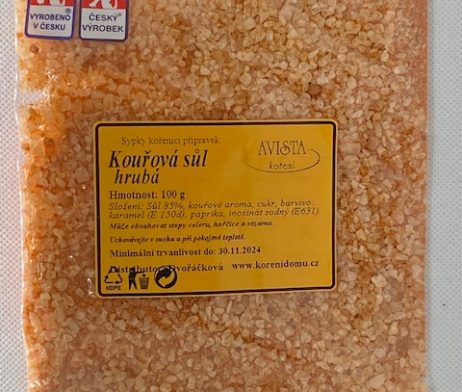 VYROBENO
V ČESKU
ČESKÝ
VÝROBEK
Sypký kořenicí přípravek
Kouřová sůl
hrubá
AVISTA
koření
Hmotnost: 100 g
Složení: Sůl 85%, kouřové aroma, cukr, barvivo:
karamel (E 150d), paprika, inosinát sodný (E631).
Může obsahovat stopy celeru, hořčice a sezamu.
Uchovávejte v suchu a při pokojové teplotě.
Minimální trvanlivost do: 30.11.2024
Distributor: Dvořáčková www.korenidomu.cz
HDPE